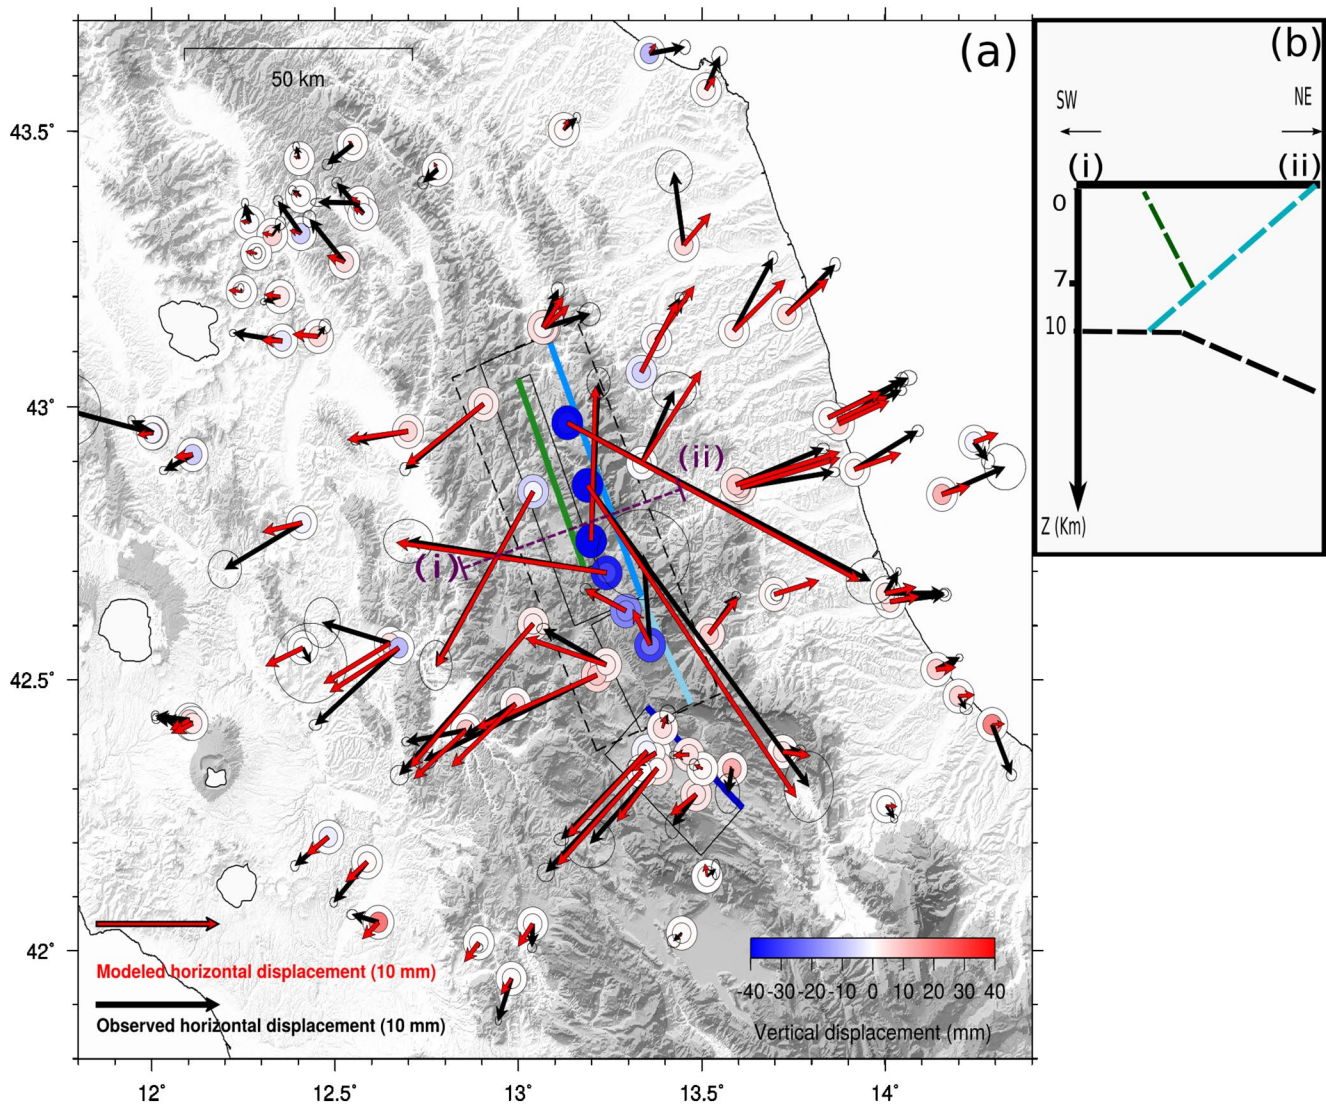 (a)
50 km
43.5˚
43˚
42.5˚
42˚
12˚
12.5˚
13˚
13.5˚
14˚
(i)
(ii)
Modeled horizontal displacement (10 mm)
Observed horizontal displacement (10 mm)
-40 -30 -20 -10 0 10 20 30 40
Vertical displacement (mm)
(b)
SW
NE
(i)
(ii)
0
7
10
Z (Km)